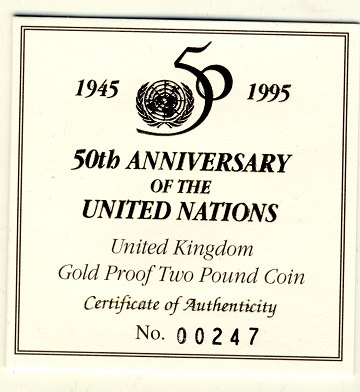 1945 50 1995
50th ANNIVERSARY
OF THE
UNITED NATIONS
United Kingdom
Gold Proof Two Pound Coin
Certificate of Authenticity
No. 00247